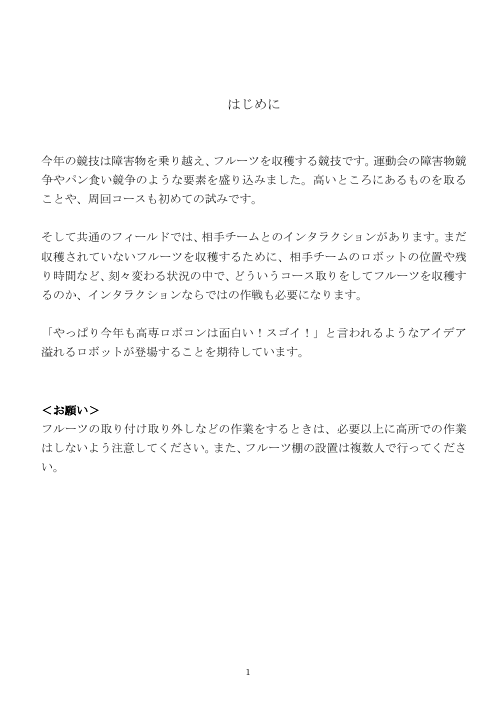 はじめに
今年の競技は障害物を乗り越え、フルーツを収穫する競技です。運動会の障害物競
争やパン食い競争のような要素を盛り込みました。高いところにあるものを取る
ことや、周回コースも初めての試みです。
そして共通のフィールドでは、相手チームとのインタラクションがあります。まだ
収穫されていないフルーツを収穫するために、相手チームのロボットの位置や残
り時間など、刻々変わる状況の中で、どういうコース取りをしてフルーツを収穫す
るのか、インタラクションならではの作戦も必要になります。
「やっぱり今年も高専ロボコンは面白い！スゴイ！」と言われるようなアイデア
溢れるロボットが登場することを期待しています。
＜お願い＞
フルーツの取り付け取り外しなどの作業をするときは、必要以上に高所での作業
はしないよう注意してください。また、フルーツ棚の設置は複数人で行ってくださ
い。
1